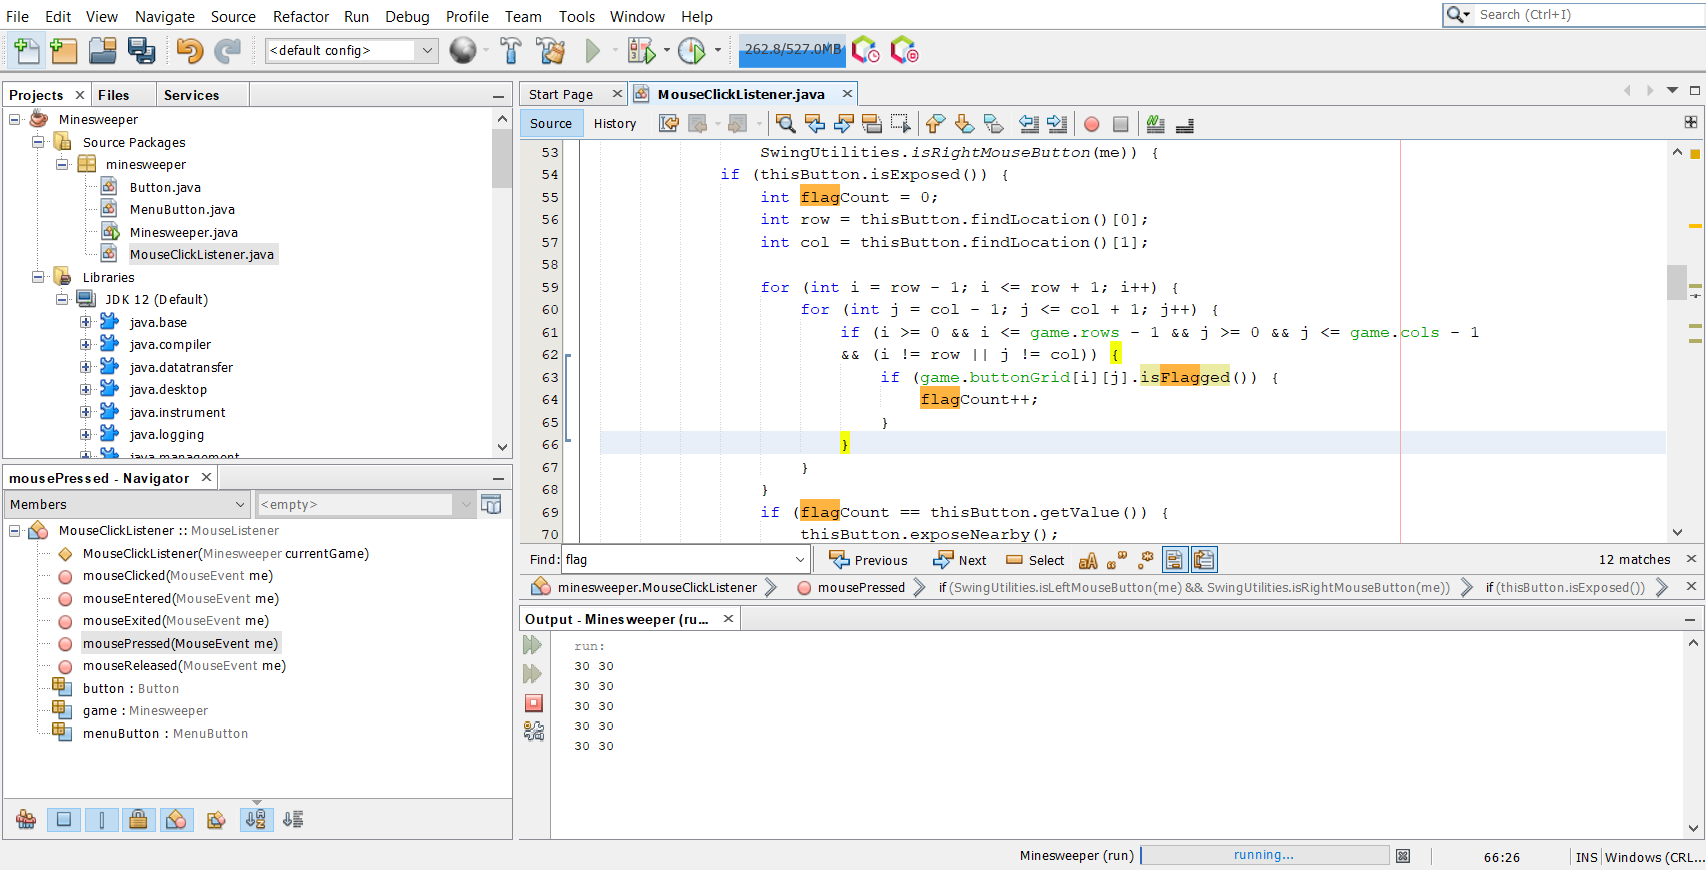 File Edit View Navigate Source Refactor Run Debug Profile Team Tools Window Help
Search (Ctrl+I)
<default config>
262.8/527.0MB
Projects Files Services
Minesweeper
Source Packages
minesweeper
Button.java
MenuButton.java
Minesweeper.java
MouseClickListener.java
Libraries
JDK 12 (Default)
java.base
java.compiler
java.datatransfer
java.desktop
java.instrument
java.logging
java.management
mousePressed - Navigator
Members
<empty>
MouseClickListener :: MouseListener
MouseClickListener(Minesweeper currentGame)
mouseClicked(MouseEvent me)
mouseEntered(MouseEvent me)
mouseExited(MouseEvent me)
mousePressed(MouseEvent me)
mouseReleased(MouseEvent me)
button : Button
game : Minesweeper
menuButton : MenuButton
Start Page MouseClickListener.java
Source History
53 SwingUtilities.isRightMouseButton(me)) {
54 if (thisButton.isExposed()) {
55 int flagCount = 0;
56 int row = thisButton.findLocation()[0];
57 int col = thisButton.findLocation()[1];
58
59 for (int i = row - 1; i <= row + 1; i++) {
60 for (int j = col - 1; j <= col + 1; j++) {
61 if (i >= 0 && i <= game.rows - 1 && j >= 0 && j <= game.cols - 1
62 && (i != row || j != col)) {
63 if (game.buttonGrid[i][j].isFlagged()) {
64 flagCount++;
65 }
66 }
67 }
68 }
69 if (flagCount == thisButton.getValue()) {
70 thisButton.exposeNearby();
Find: flag Previous Next Select 12 matches
minesweeper.MouseClickListener mousePressed if (SwingUtilities.isLeftMouseButton(me) && SwingUtilities.isRightMouseButton(me)) if (thisButton.isExposed())
Output - Minesweeper (ru...
run:
30 30
30 30
30 30
30 30
30 30
Minesweeper (run) running... 66:26 INS Windows (CRL...